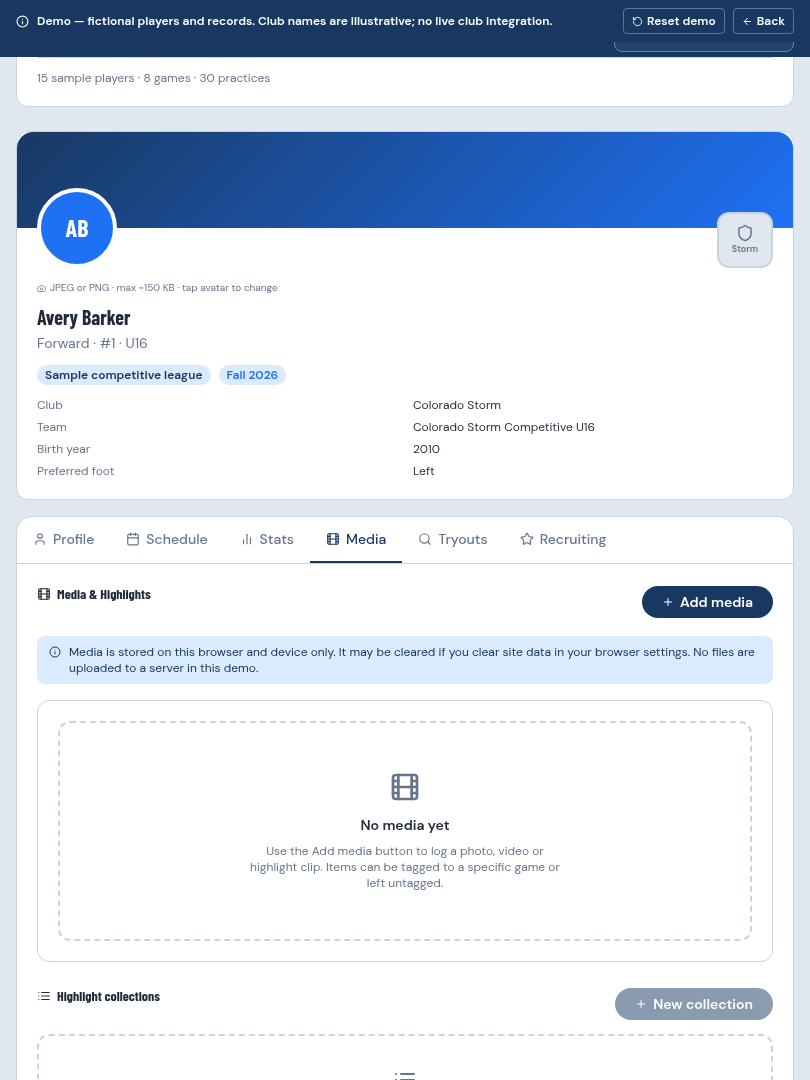 Demo — fictional players and records. Club names are illustrative; no live club integration.
Reset demo
Back
15 sample players · 8 games · 30 practices
AB
Storm
JPEG or PNG · max ~150 KB · tap avatar to change
Avery Barker
Forward · #1 · U16
Sample competitive league
Fall 2026
Club
Colorado Storm
Team
Colorado Storm Competitive U16
Birth year
2010
Preferred foot
Left
Profile
Schedule
Stats
Media
Tryouts
Recruiting
Media & Highlights
+ Add media
Media is stored on this browser and device only. It may be cleared if you clear site data in your browser settings. No files are
uploaded to a server in this demo.
No media yet
Use the Add media button to log a photo, video or
highlight clip. Items can be tagged to a specific game or
left untagged.
Highlight collections
+ New collection